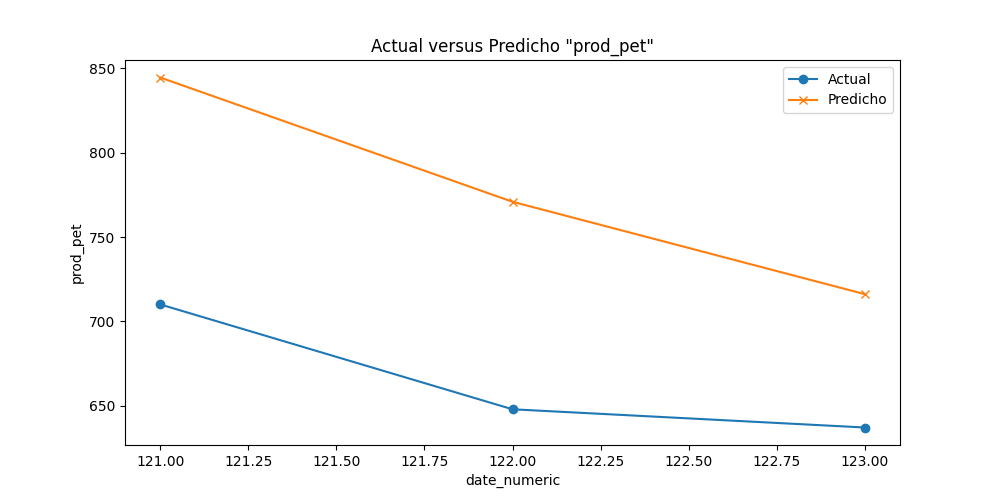 Actual versus Predicho "prod_pet"
Actual
Predicho
850
800
750
700
650
prod_pet
121.00 121.25 121.50 121.75 122.00 122.25 122.50 122.75 123.00
date_numeric